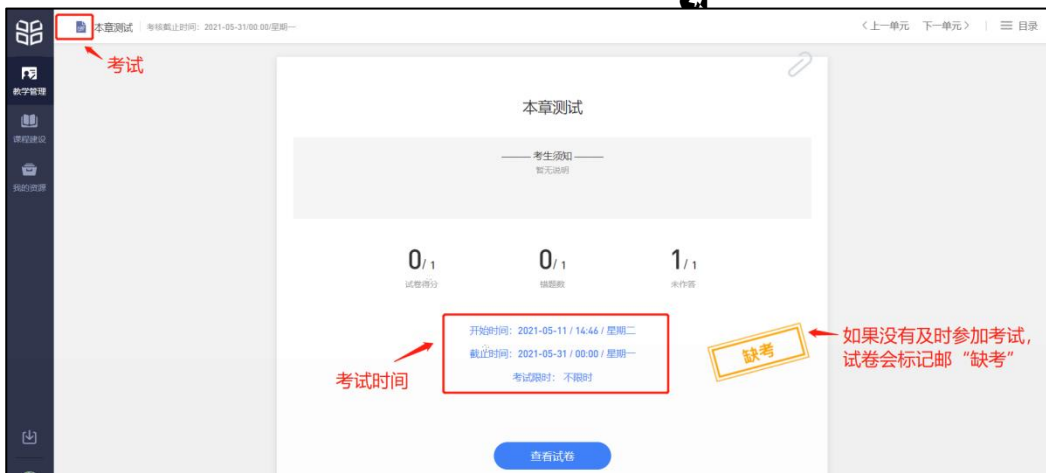 本章测试 考核截止时间：2021-05-31/00:00/星期一
〈上一单元 下一单元〉 目录
考试
教学管理
课程建设
我的资源
本章测试
考生须知
暂无说明
0/ 1 0/ 1 1/ 1
试卷得分 错题数 未作答
开始时间：2021-05-11 / 14:46 / 星期二
截止时间：2021-05-31 / 00:00 / 星期一
考试限时： 不限时
考试时间
缺考
如果没有及时参加考试，
试卷会标记邮“缺考”
查看试卷